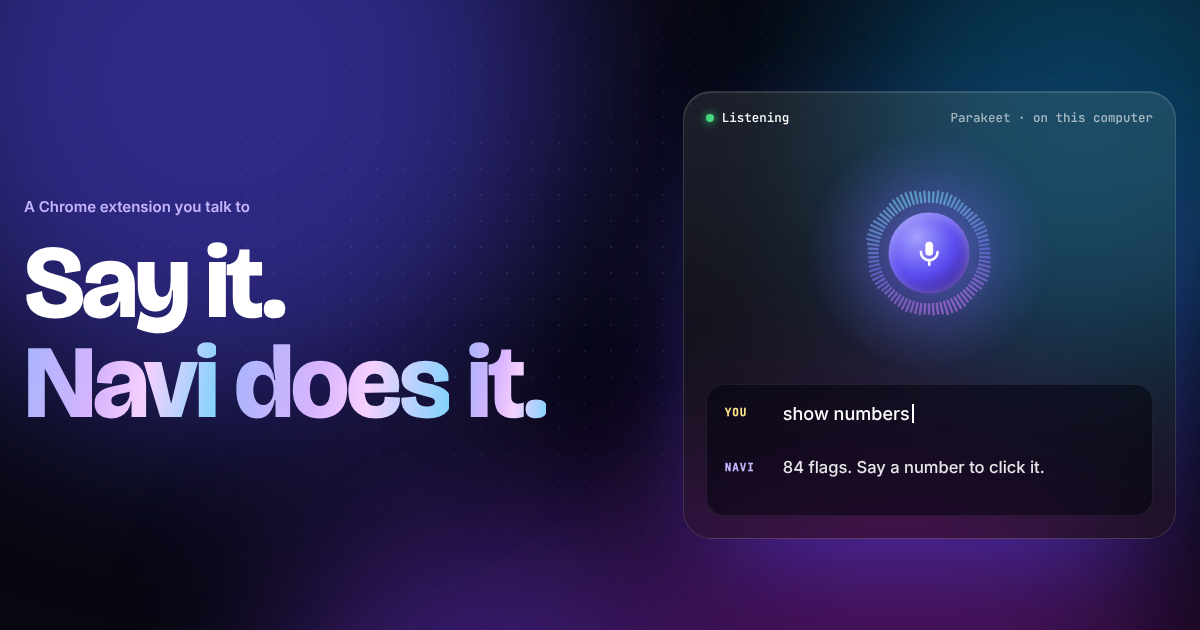 A Chrome extension you talk to
Say it.
Navi does it.
Listening
Parakeet · on this computer
YOU
show numbers
NAVI
84 flags. Say a number to click it.